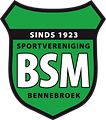 SINDS 1923
SPORTVERENIGING
BSM
BENNEBROEK